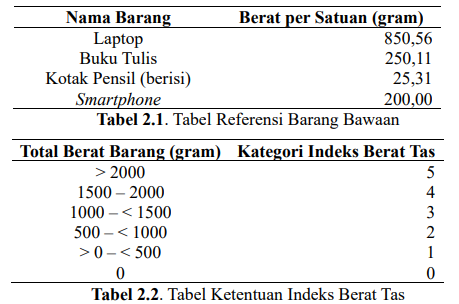 Nama Barang Berat per Satuan (gram)
Laptop 850,56
Buku Tulis 250,11
Kotak Pensil (berisi) 25,31
Smartphone 200,00
Tabel 2.1. Tabel Referensi Barang Bawaan
Total Berat Barang (gram) Kategori Indeks Berat Tas
> 2000 5
1500 – 2000 4
1000 – < 1500 3
500 – < 1000 2
> 0 – < 500 1
0 0
Tabel 2.2. Tabel Ketentuan Indeks Berat Tas